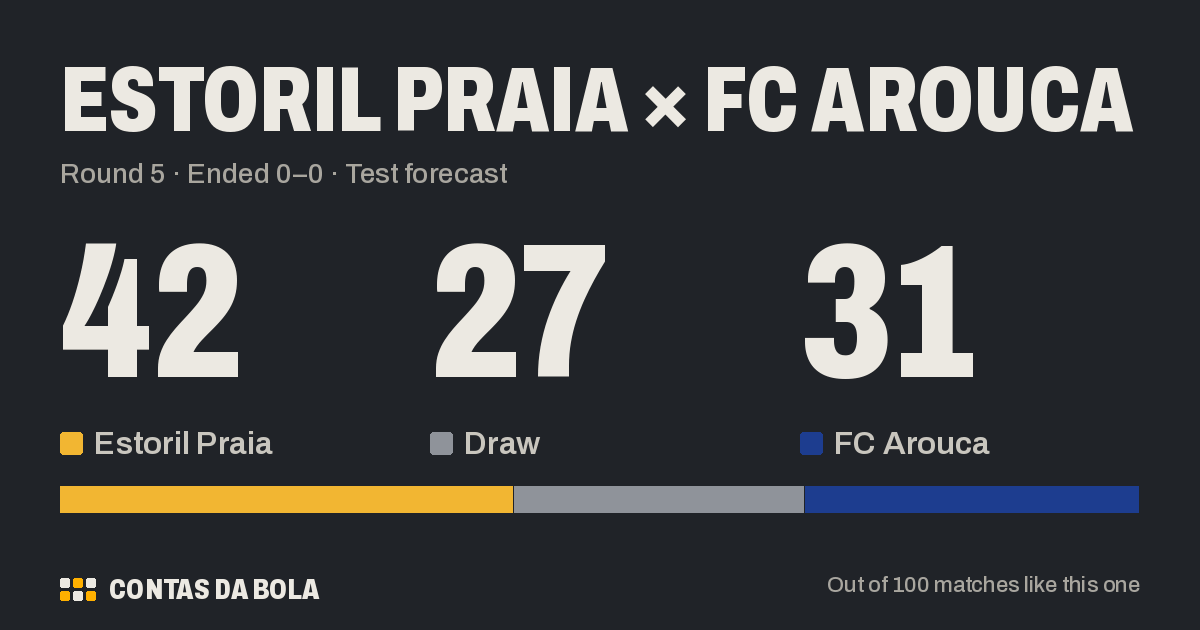 ESTORIL PRAIA × FC AROUCA
Round 5 · Ended 0–0 · Test forecast
42 27 31
Estoril Praia Draw FC Arouca
CONTAS DA BOLA
Out of 100 matches like this one